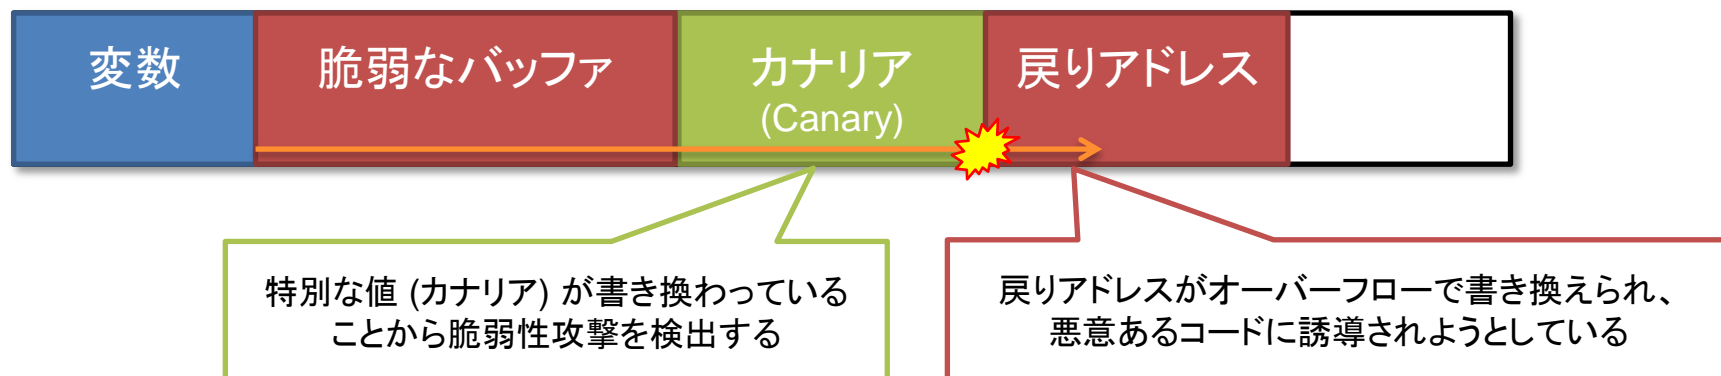 変数
脆弱なバッファ
カナリア
(Canary)
戻りアドレス
特別な値 (カナリア) が書き換わっている
ことから脆弱性攻撃を検出する
戻りアドレスがオーバーフローで書き換えられ、
悪意あるコードに誘導されようとしている